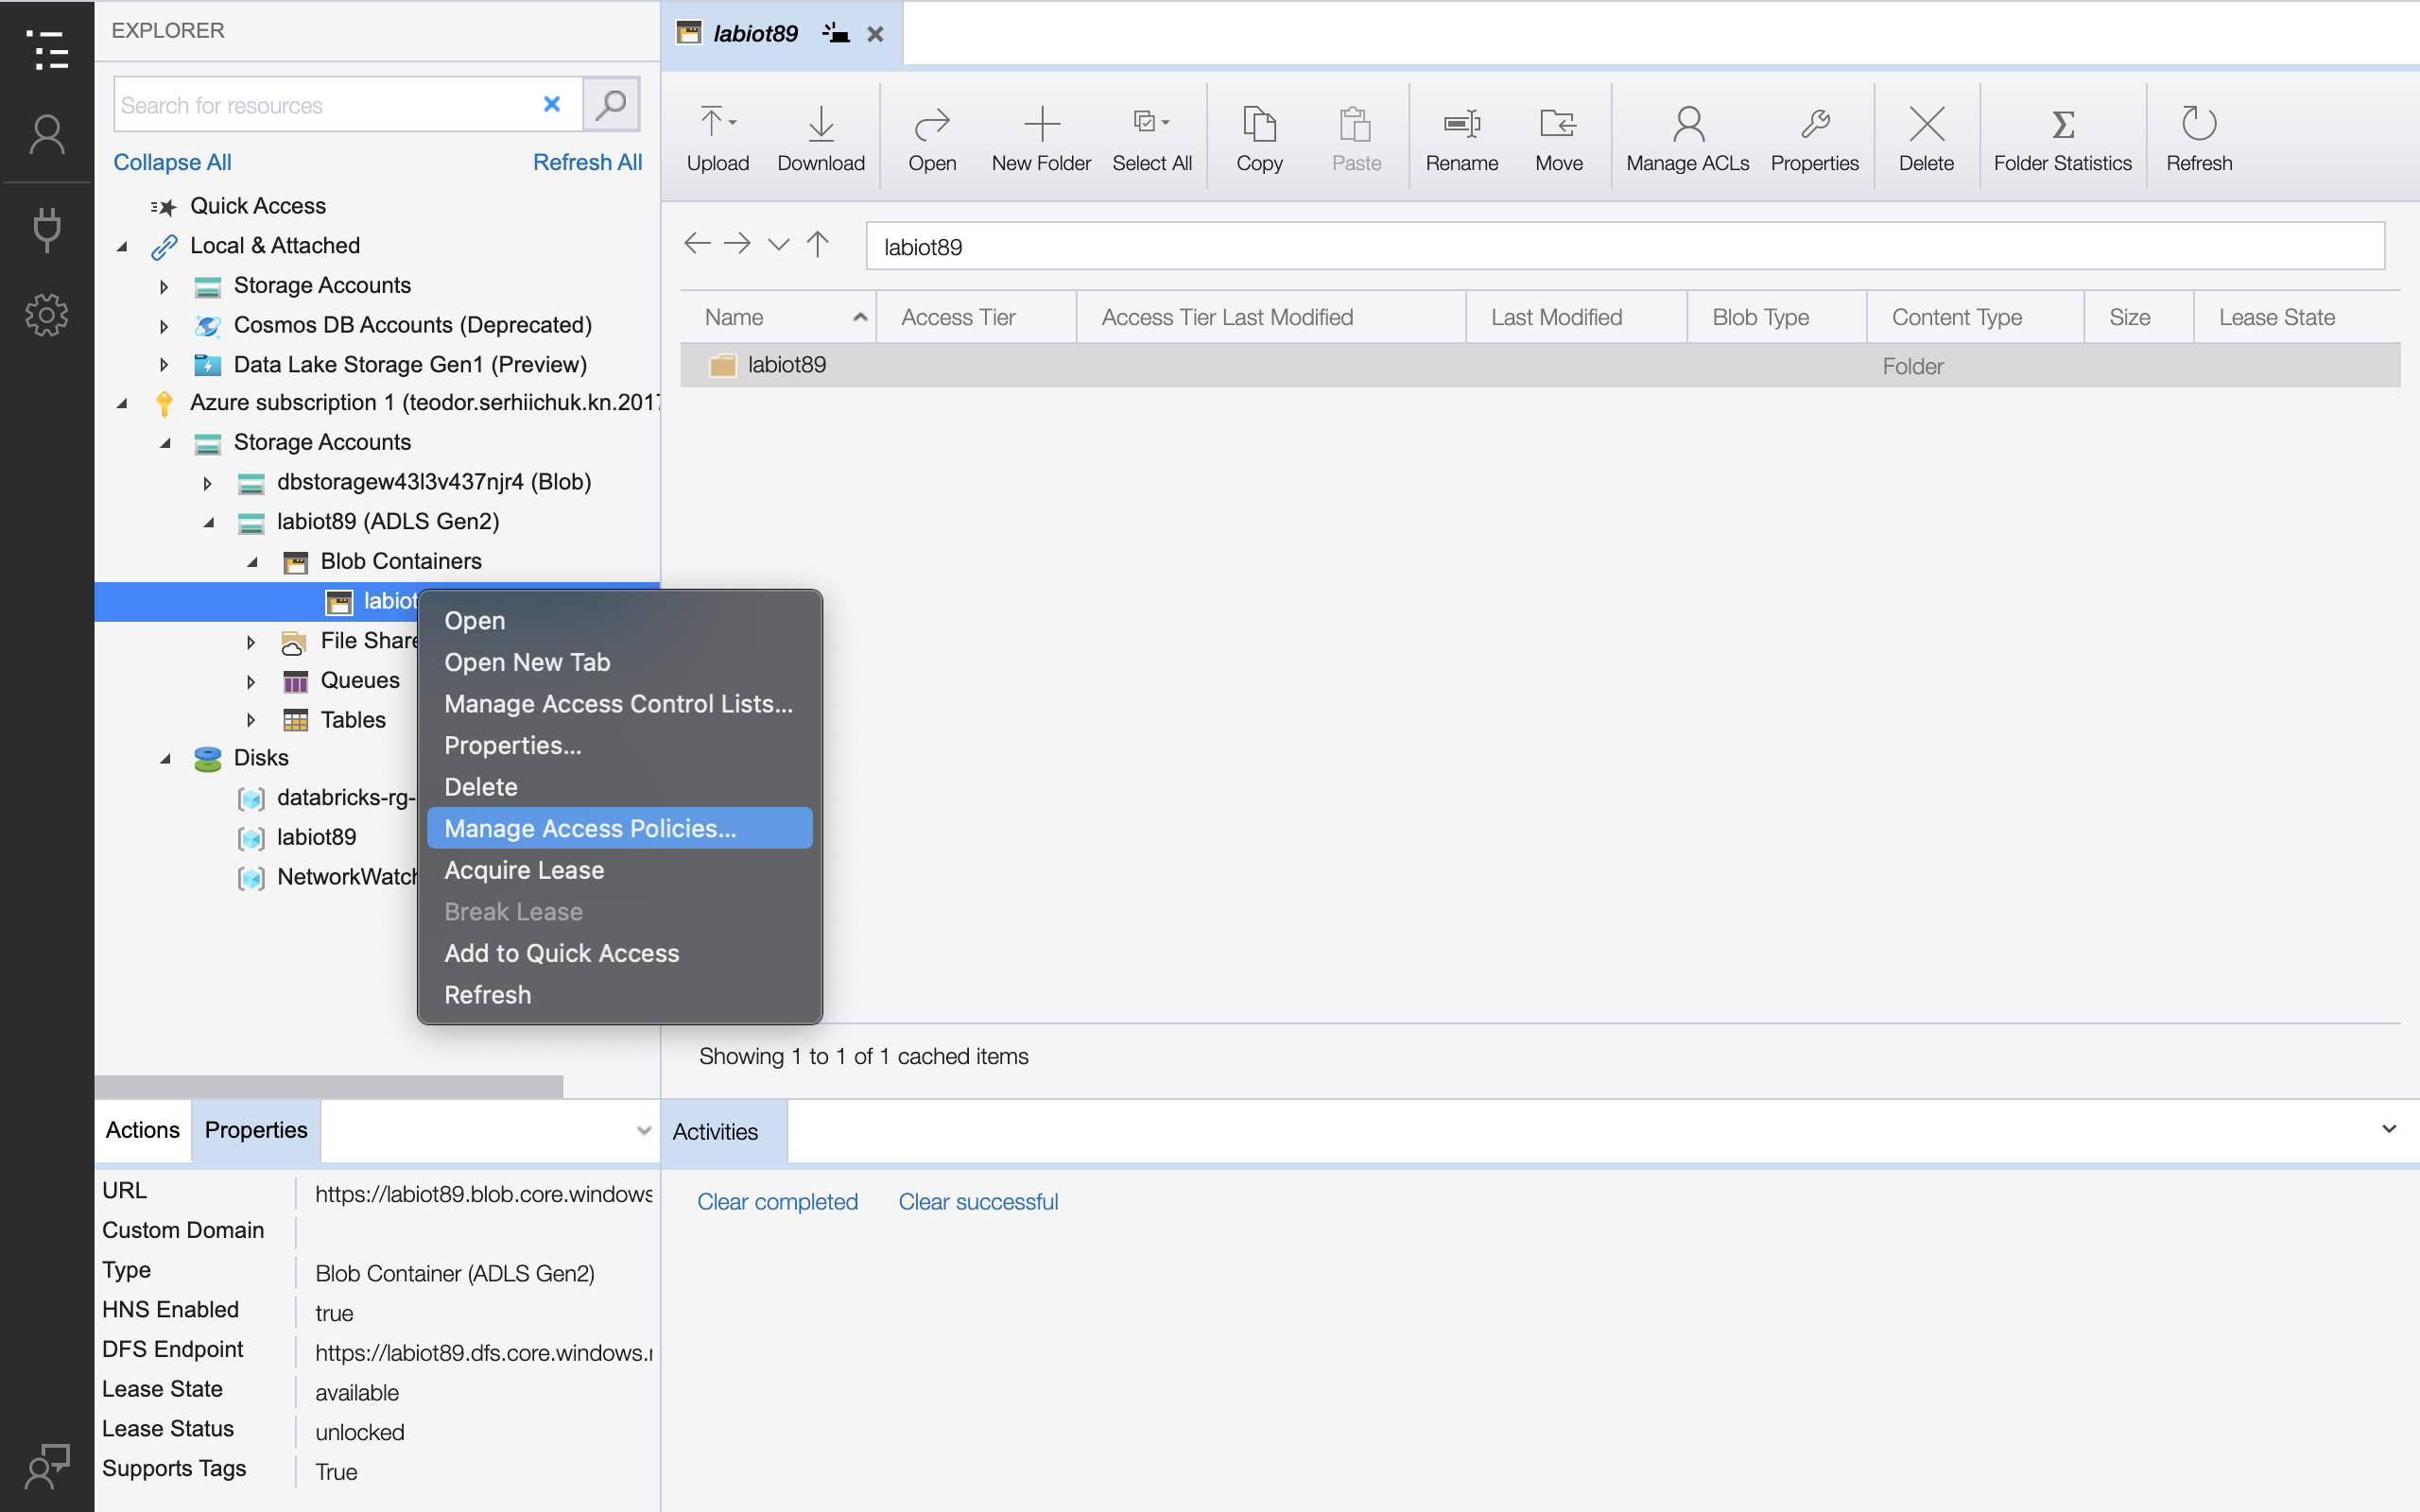 EXPLORER
Search for resources
Collapse All
Refresh All
Quick Access
Local & Attached
Storage Accounts
Cosmos DB Accounts (Deprecated)
Data Lake Storage Gen1 (Preview)
Azure subscription 1 (teodor.serhiichuk.kn.2017
Storage Accounts
dbstoragew43l3v437njr4 (Blob)
labiot89 (ADLS Gen2)
Blob Containers
labiot
File Share
Queues
Tables
Disks
databricks-rg-
labiot89
NetworkWatch
Open
Open New Tab
Manage Access Control Lists...
Properties...
Delete
Manage Access Policies...
Acquire Lease
Break Lease
Add to Quick Access
Refresh
labiot89
Upload
Download
Open
New Folder
Select All
Copy
Paste
Rename
Move
Manage ACLs
Properties
Delete
Folder Statistics
Refresh
labiot89
Name
Access Tier
Access Tier Last Modified
Last Modified
Blob Type
Content Type
Size
Lease State
labiot89
Folder
Showing 1 to 1 of 1 cached items
Actions
Properties
URL
https://labiot89.blob.core.windows
Custom Domain
Type
Blob Container (ADLS Gen2)
HNS Enabled
true
DFS Endpoint
https://labiot89.dfs.core.windows.
Lease State
available
Lease Status
unlocked
Supports Tags
True
Activities
Clear completed
Clear successful